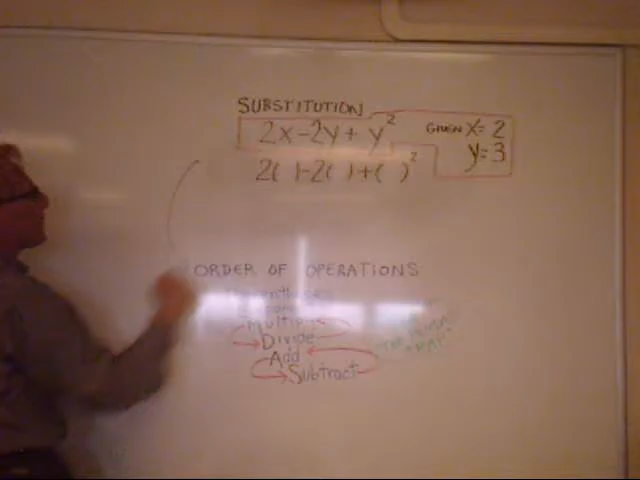 SUBSTITUTION
2x-2y+y² GIVEN x=2
y=3
2( )-2( )+( )²
ORDER OF OPERATIONS
Divide
Add
Subtract